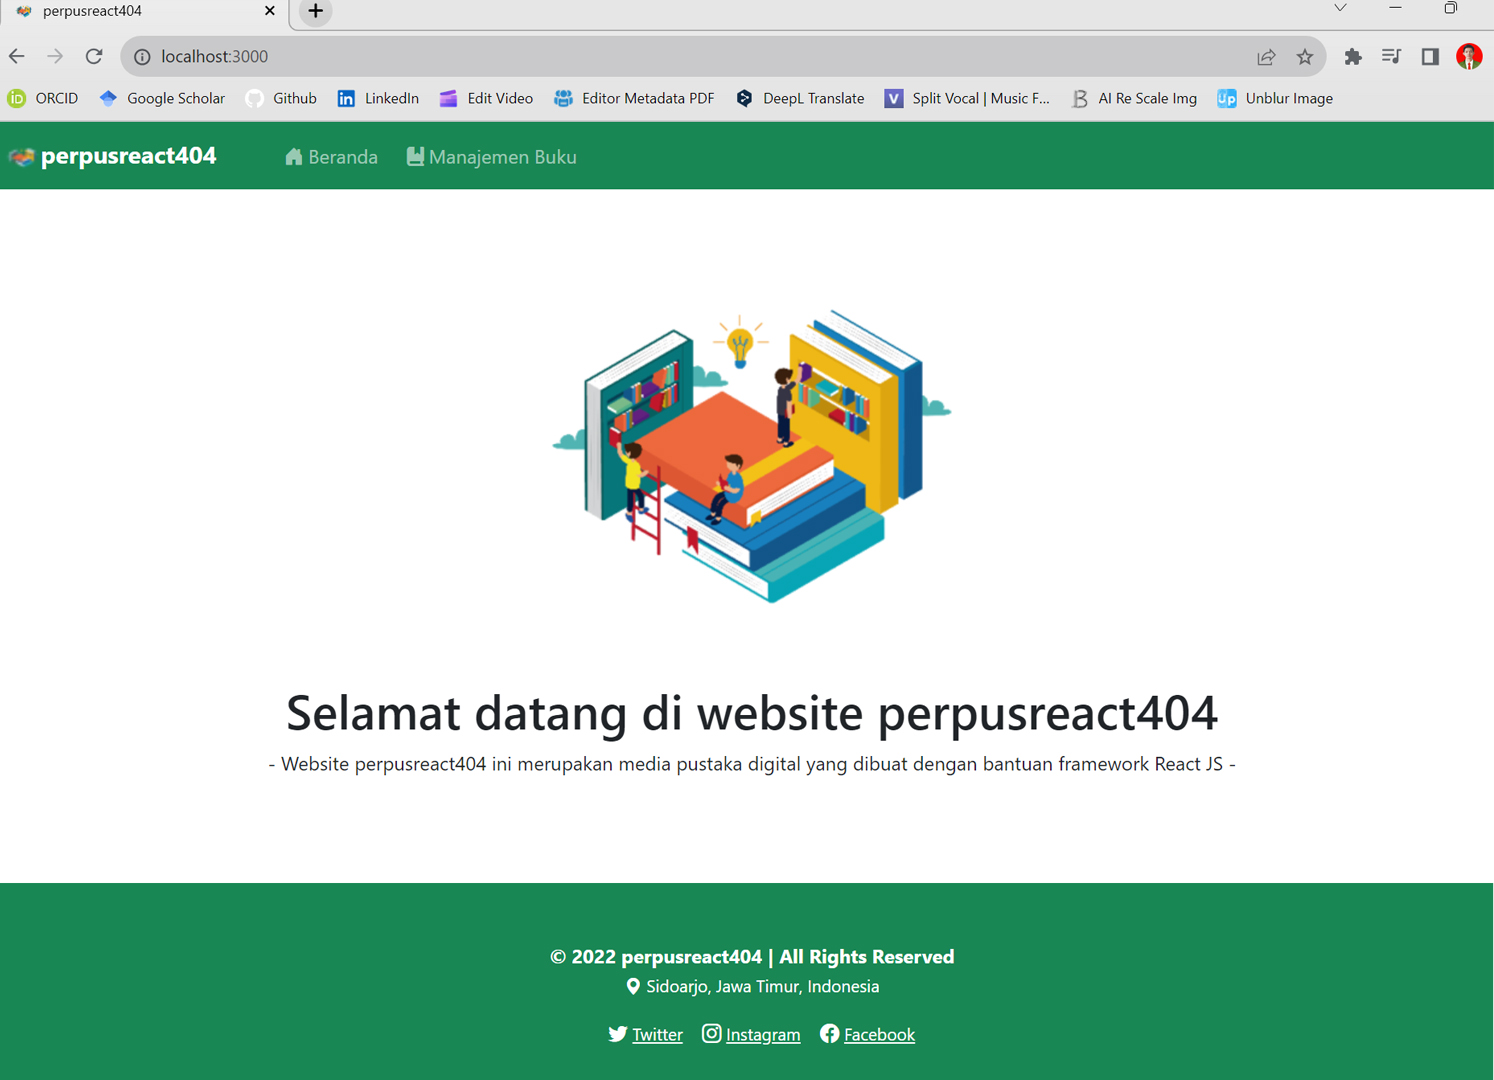 perpusreact404
localhost:3000
ORCID Google Scholar Github LinkedIn Edit Video Editor Metadata PDF DeepL Translate Split Vocal | Music F... AI Re Scale Img Unblur Image
perpusreact404 Beranda Manajemen Buku
Selamat datang di website perpusreact404
- Website perpusreact404 ini merupakan media pustaka digital yang dibuat dengan bantuan framework React JS -
© 2022 perpusreact404 | All Rights Reserved
Sidoarjo, Jawa Timur, Indonesia
Twitter Instagram Facebook